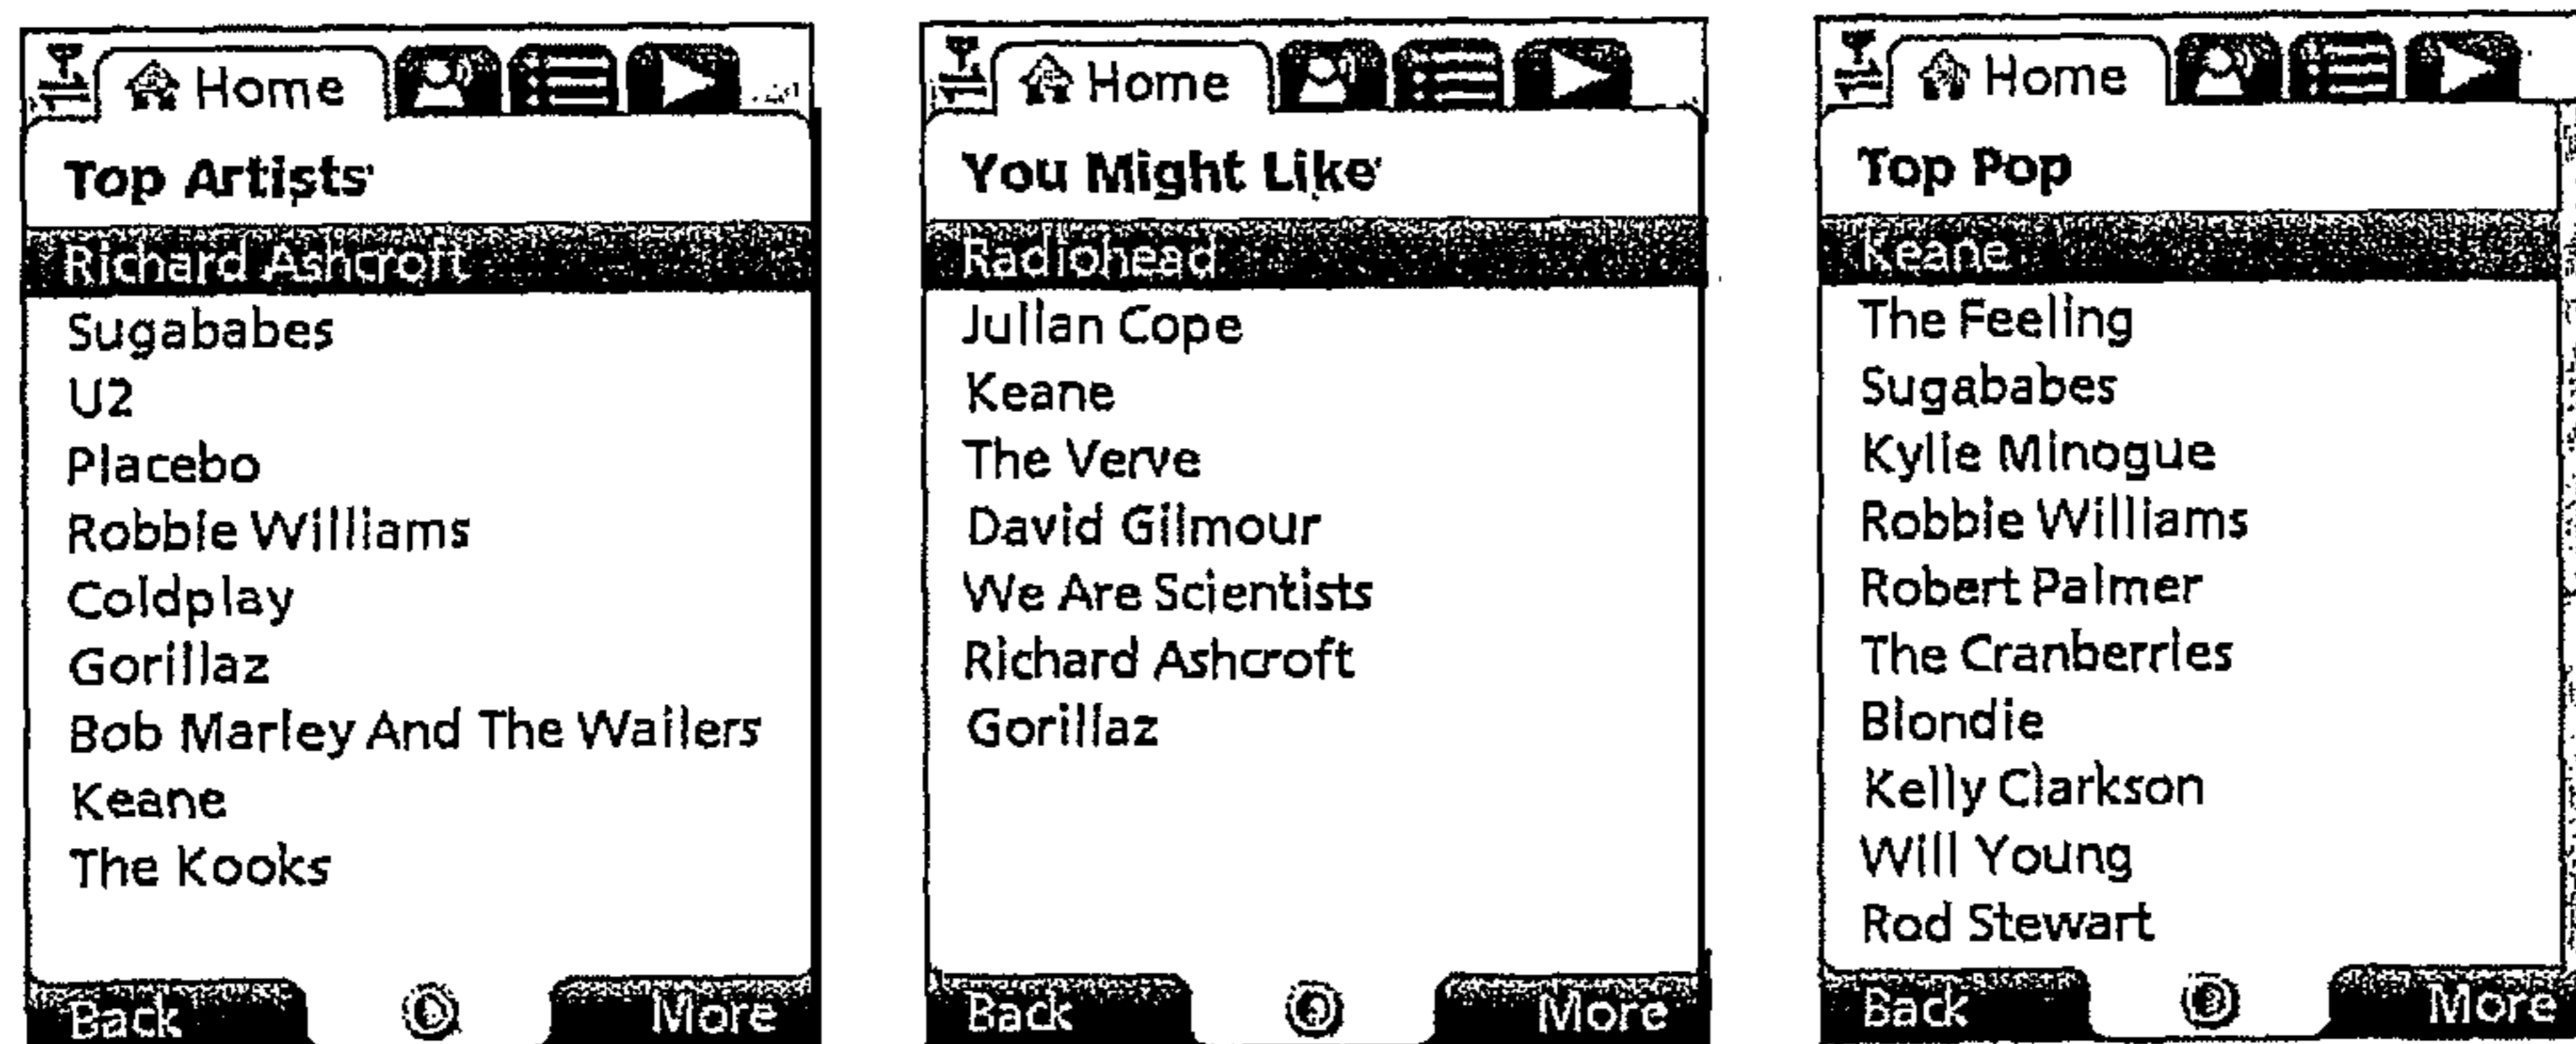 Home
Top Artists
Richard Ashcroft
Sugababes
U2
Placebo
Robbie Williams
Coldplay
Gorillaz
Bob Marley And The Wailers
Keane
The Kooks
Back More
Home
You Might Like
Radiohead
Julian Cope
Keane
The Verve
David Gilmour
We Are Scientists
Richard Ashcroft
Gorillaz
Back More
Home
Top Pop
Keane
The Feeling
Sugababes
Kylie Minogue
Robbie Williams
Robert Palmer
The Cranberries
Blondie
Kelly Clarkson
Will Young
Rod Stewart
Back More